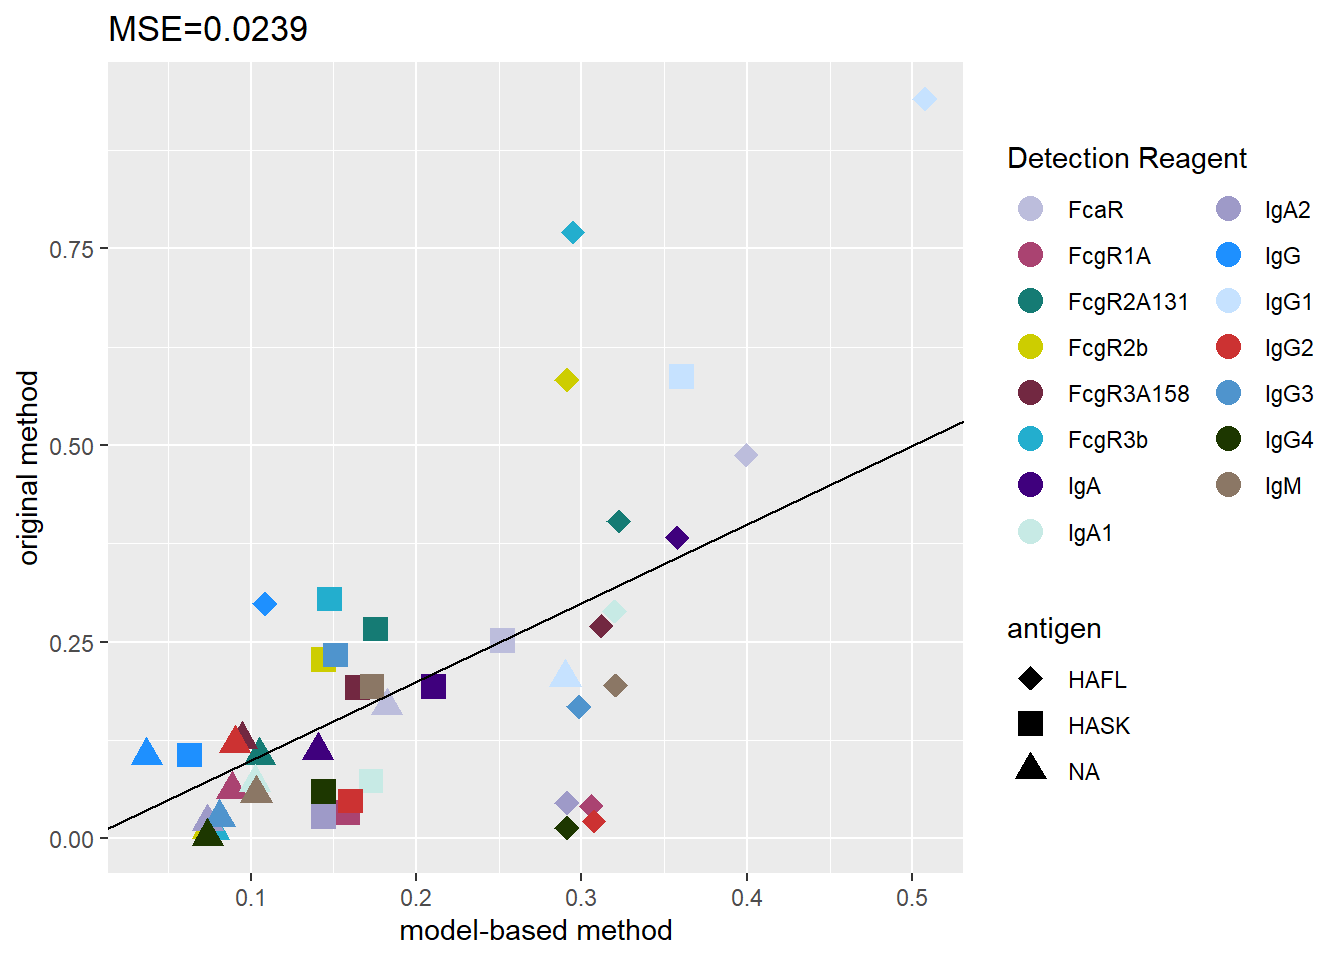 MSE=0.0239
original method
0.75
0.50
0.25
0.00
0.1
0.2
0.3
0.4
0.5
model-based method
Detection Reagent
FcaR
FcgR1A
FcgR2A131
FcgR2b
FcgR3A158
FcgR3b
IgA
IgA1
IgA2
IgG
IgG1
IgG2
IgG3
IgG4
IgM
antigen
HAFL
HASK
NA